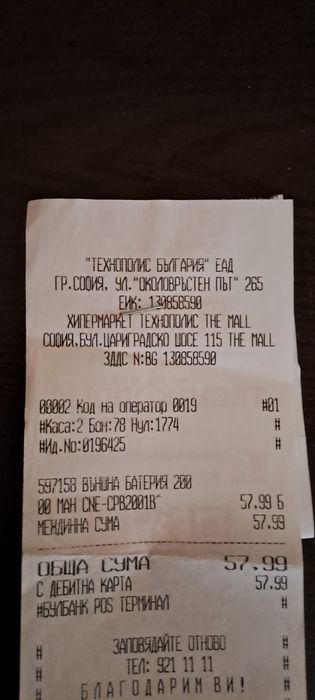 "ТЕХНОПОЛИС БЪЛГАРИЯ" ЕАД
ГР.СОФИЯ, УЛ."ОКОЛОВРЪСТЕН ПЪТ" 265
ЕИК: 130858590
ХИПЕРМАРКЕТ ТЕХНОПОЛИС THE MALL
СОФИЯ,БУЛ.ЦАРИГРАДСКО ШОСЕ 115 THE MALL
ЗДДС N:BG 130858590
00002 Код на оператор 0019 #01
#Каса:2 Бон:78 Нул:1774 #
#Ид.No:0196425 #
597158 ВЪНШНА БАТЕРИЯ 200
00 МАН CNE-CPB2001B 57.99 Б
МЕЖДИННА СУМА 57.99
ОБЩА СУМА 57.99
С ДЕБИТНА КАРТА 57.99
#БУЛБАНК POS ТЕРМИНАЛ #
# ЗАПОВЯДАЙТЕ ОТНОВО #
# ТЕЛ: 921 11 11 #
# БЛАГОДАРИМ ВИ! #